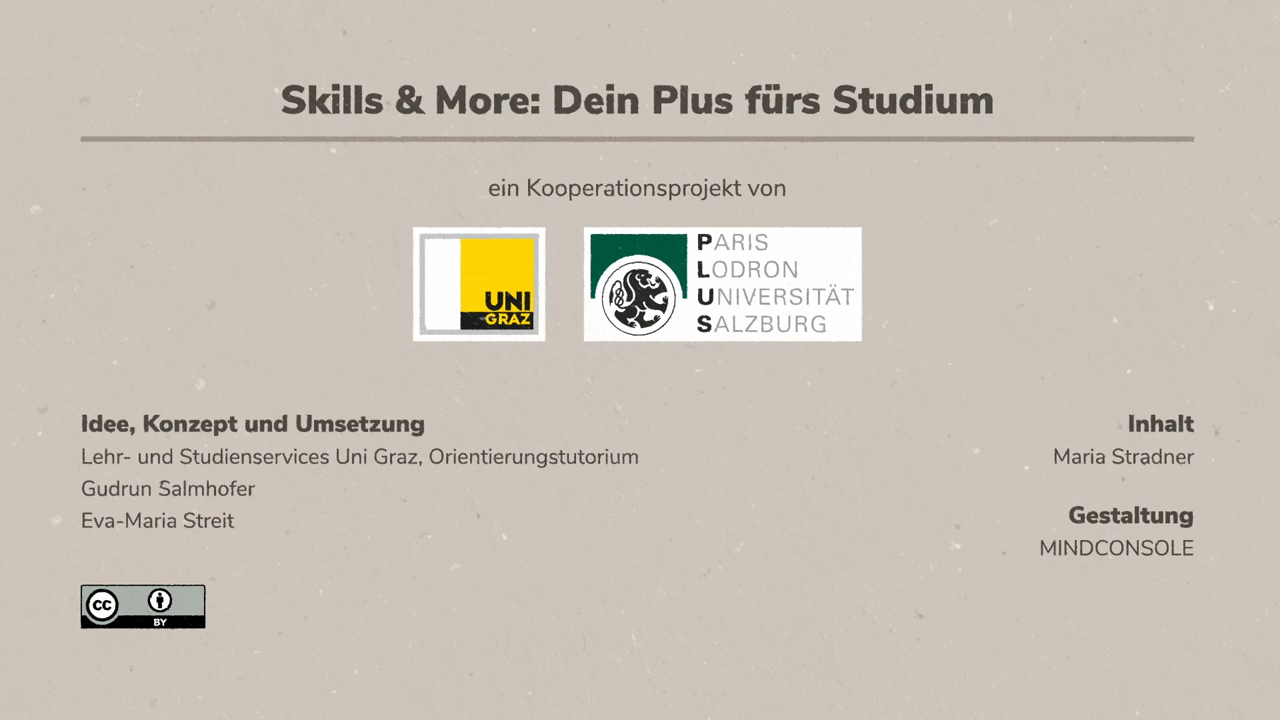 Skills & More: Dein Plus fürs Studium
ein Kooperationsprojekt von
UNI
GRAZ
PARIS
LODRON
UNIVERSITÄT
SALZBURG
Idee, Konzept und Umsetzung
Lehr- und Studienservices Uni Graz, Orientierungstutorium
Gudrun Salmhofer
Eva-Maria Streit
Inhalt
Maria Stradner
Gestaltung
MINDCONSOLE
cc
BY